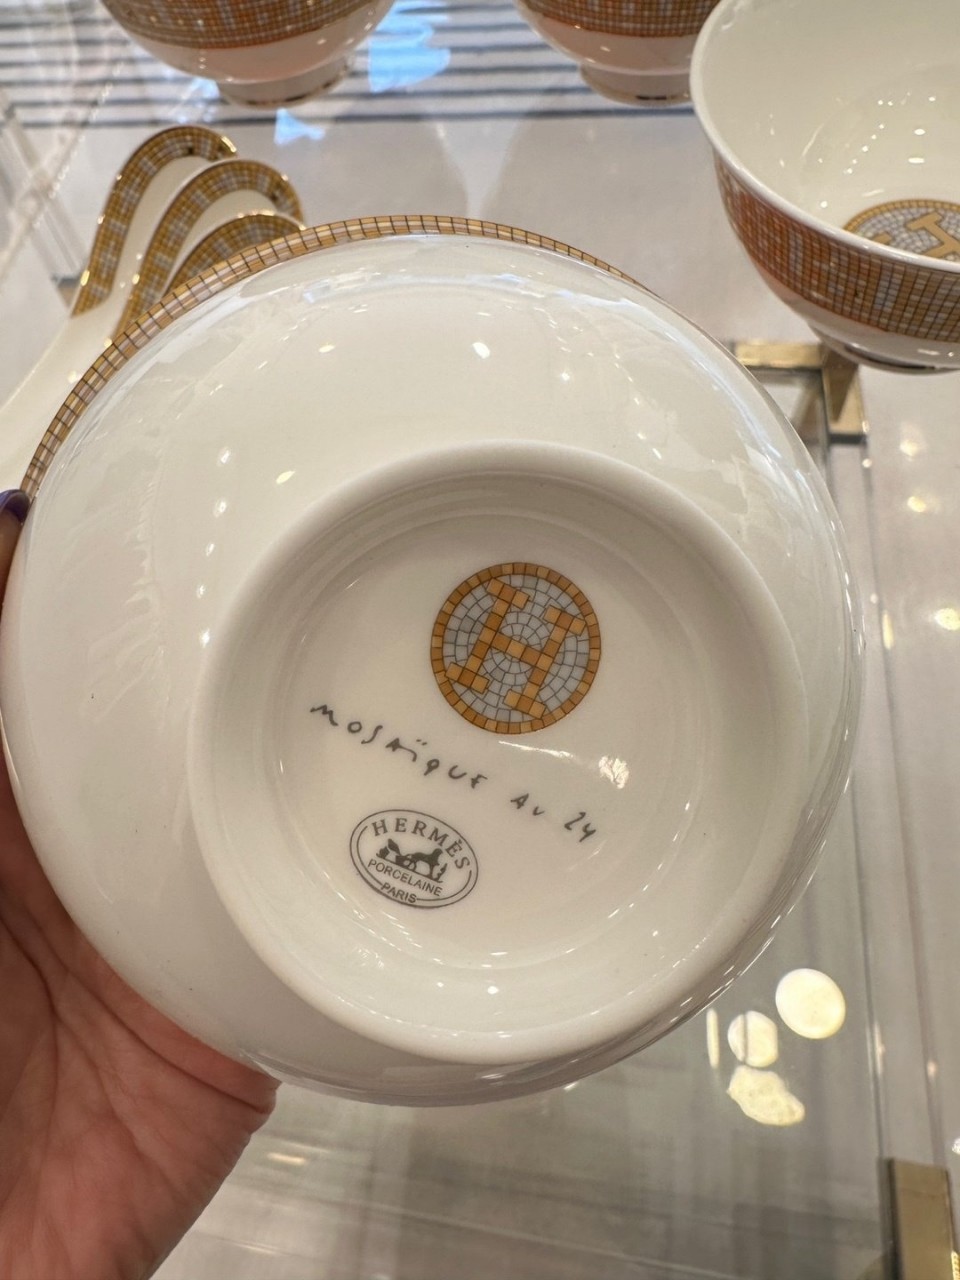 H
mosaïque au 24
HERMÈS
PORCELAINE
PARIS